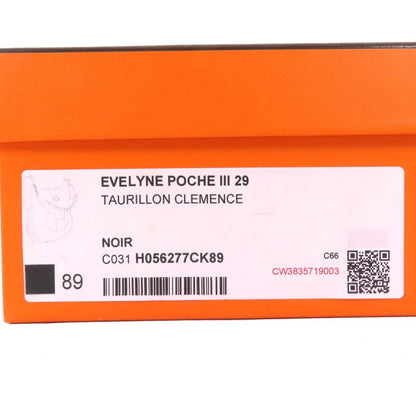 EVELYNE POCHE III 29
TAURILLON CLEMENCE
NOIR
C031 H056277CK89
C66
CW3835719003
89